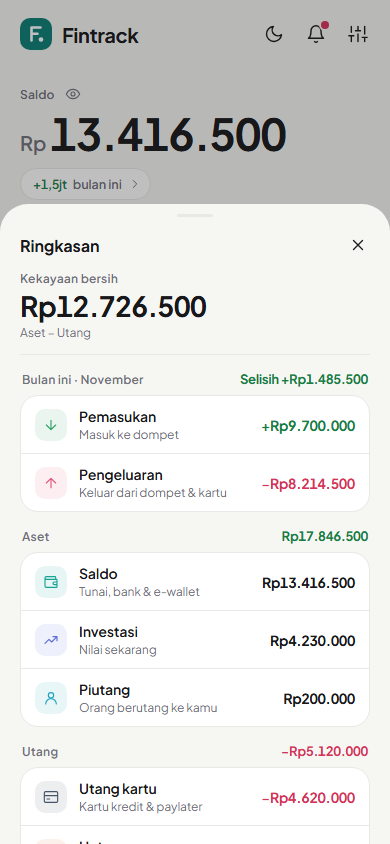 Fintrack
Saldo
Rp 13.416.500
+1,5jt bulan ini
Ringkasan
Kekayaan bersih
Rp12.726.500
Aset – Utang
Bulan ini · November Selisih +Rp1.485.500
Pemasukan
Masuk ke dompet
+Rp9.700.000
Pengeluaran
Keluar dari dompet & kartu
−Rp8.214.500
Aset Rp17.846.500
Saldo
Tunai, bank & e-wallet
Rp13.416.500
Investasi
Nilai sekarang
Rp4.230.000
Piutang
Orang berutang ke kamu
Rp200.000
Utang −Rp5.120.000
Utang kartu
Kartu kredit & paylater
−Rp4.620.000